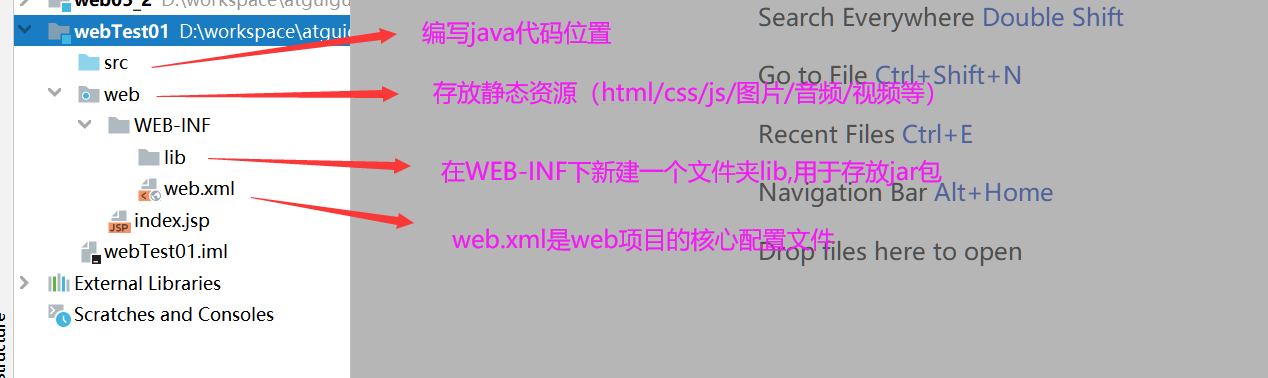 web05_2 D:\workspace\atguigu
webTest01 D:\workspace\atguig
编写java代码位置
Search Everywhere Double Shift
src
Go to File Ctrl+Shift+N
web
存放静态资源（html/css/js/图片/音频/视频等）
WEB-INF
Recent Files Ctrl+E
lib
在WEB-INF下新建一个文件夹lib,用于存放jar包
web.xml
Navigation Bar Alt+Home
index.jsp
web.xml是web项目的核心配置文件
webTest01.iml
Drop files here to open
External Libraries
Scratches and Consoles
Structure